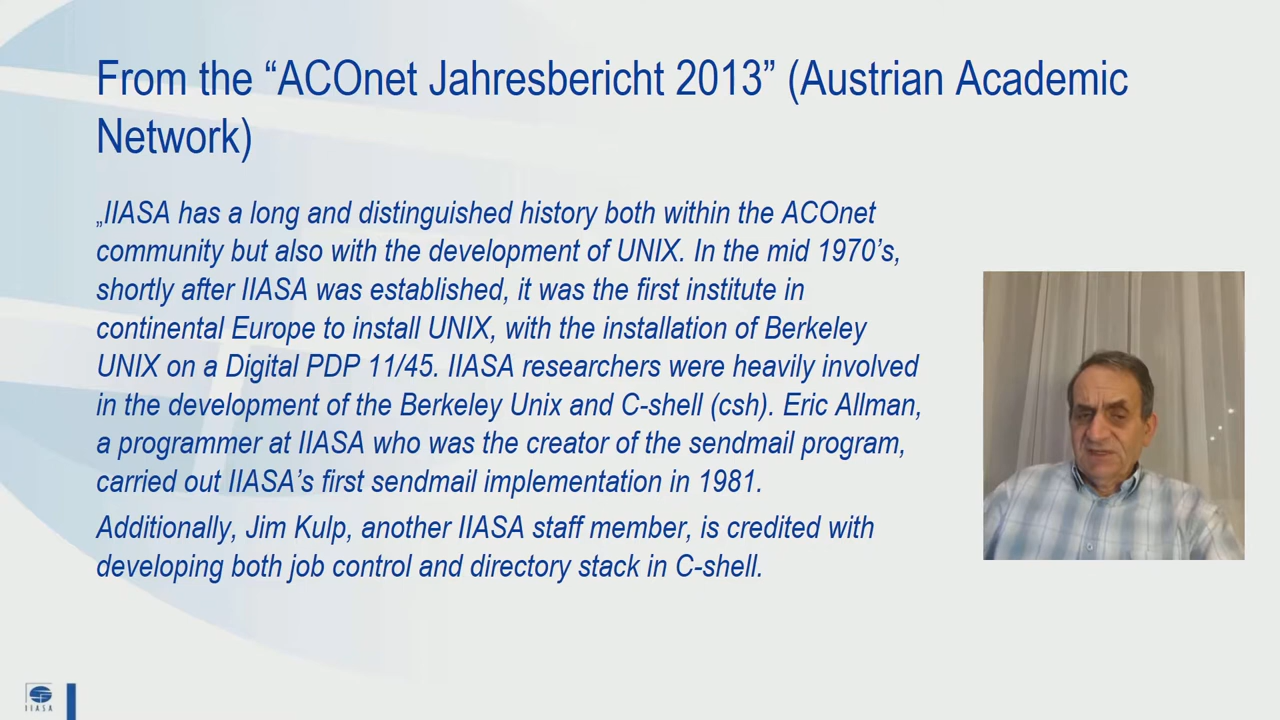 From the “ACOnet Jahresbericht 2013” (Austrian Academic
Network)
„IIASA has a long and distinguished history both within the ACOnet
community but also with the development of UNIX. In the mid 1970’s,
shortly after IIASA was established, it was the first institute in
continental Europe to install UNIX, with the installation of Berkeley
UNIX on a Digital PDP 11/45. IIASA researchers were heavily involved
in the development of the Berkeley Unix and C-shell (csh). Eric Allman,
a programmer at IIASA who was the creator of the sendmail program,
carried out IIASA’s first sendmail implementation in 1981.
Additionally, Jim Kulp, another IIASA staff member, is credited with
developing both job control and directory stack in C-shell.
IIASA